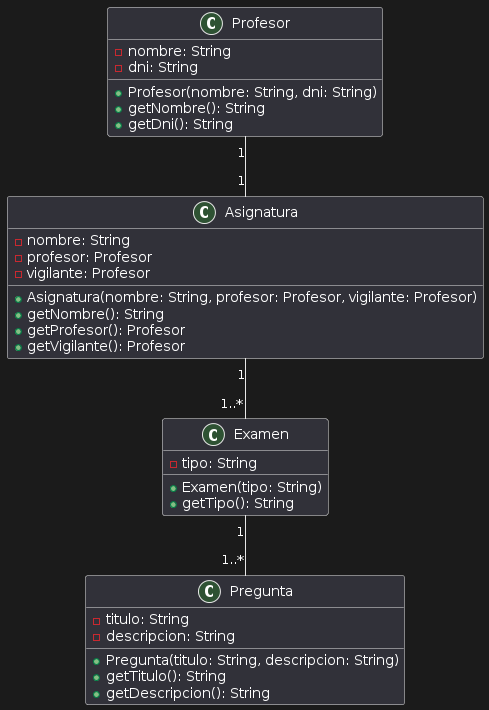 C Profesor
nombre: String
dni: String
Profesor(nombre: String, dni: String)
getNombre(): String
getDni(): String
1
1
C Asignatura
nombre: String
profesor: Profesor
vigilante: Profesor
Asignatura(nombre: String, profesor: Profesor, vigilante: Profesor)
getNombre(): String
getProfesor(): Profesor
getVigilante(): Profesor
1
1..*
C Examen
tipo: String
Examen(tipo: String)
getTipo(): String
1
1..*
C Pregunta
titulo: String
descripcion: String
Pregunta(titulo: String, descripcion: String)
getTitulo(): String
getDescripcion(): String